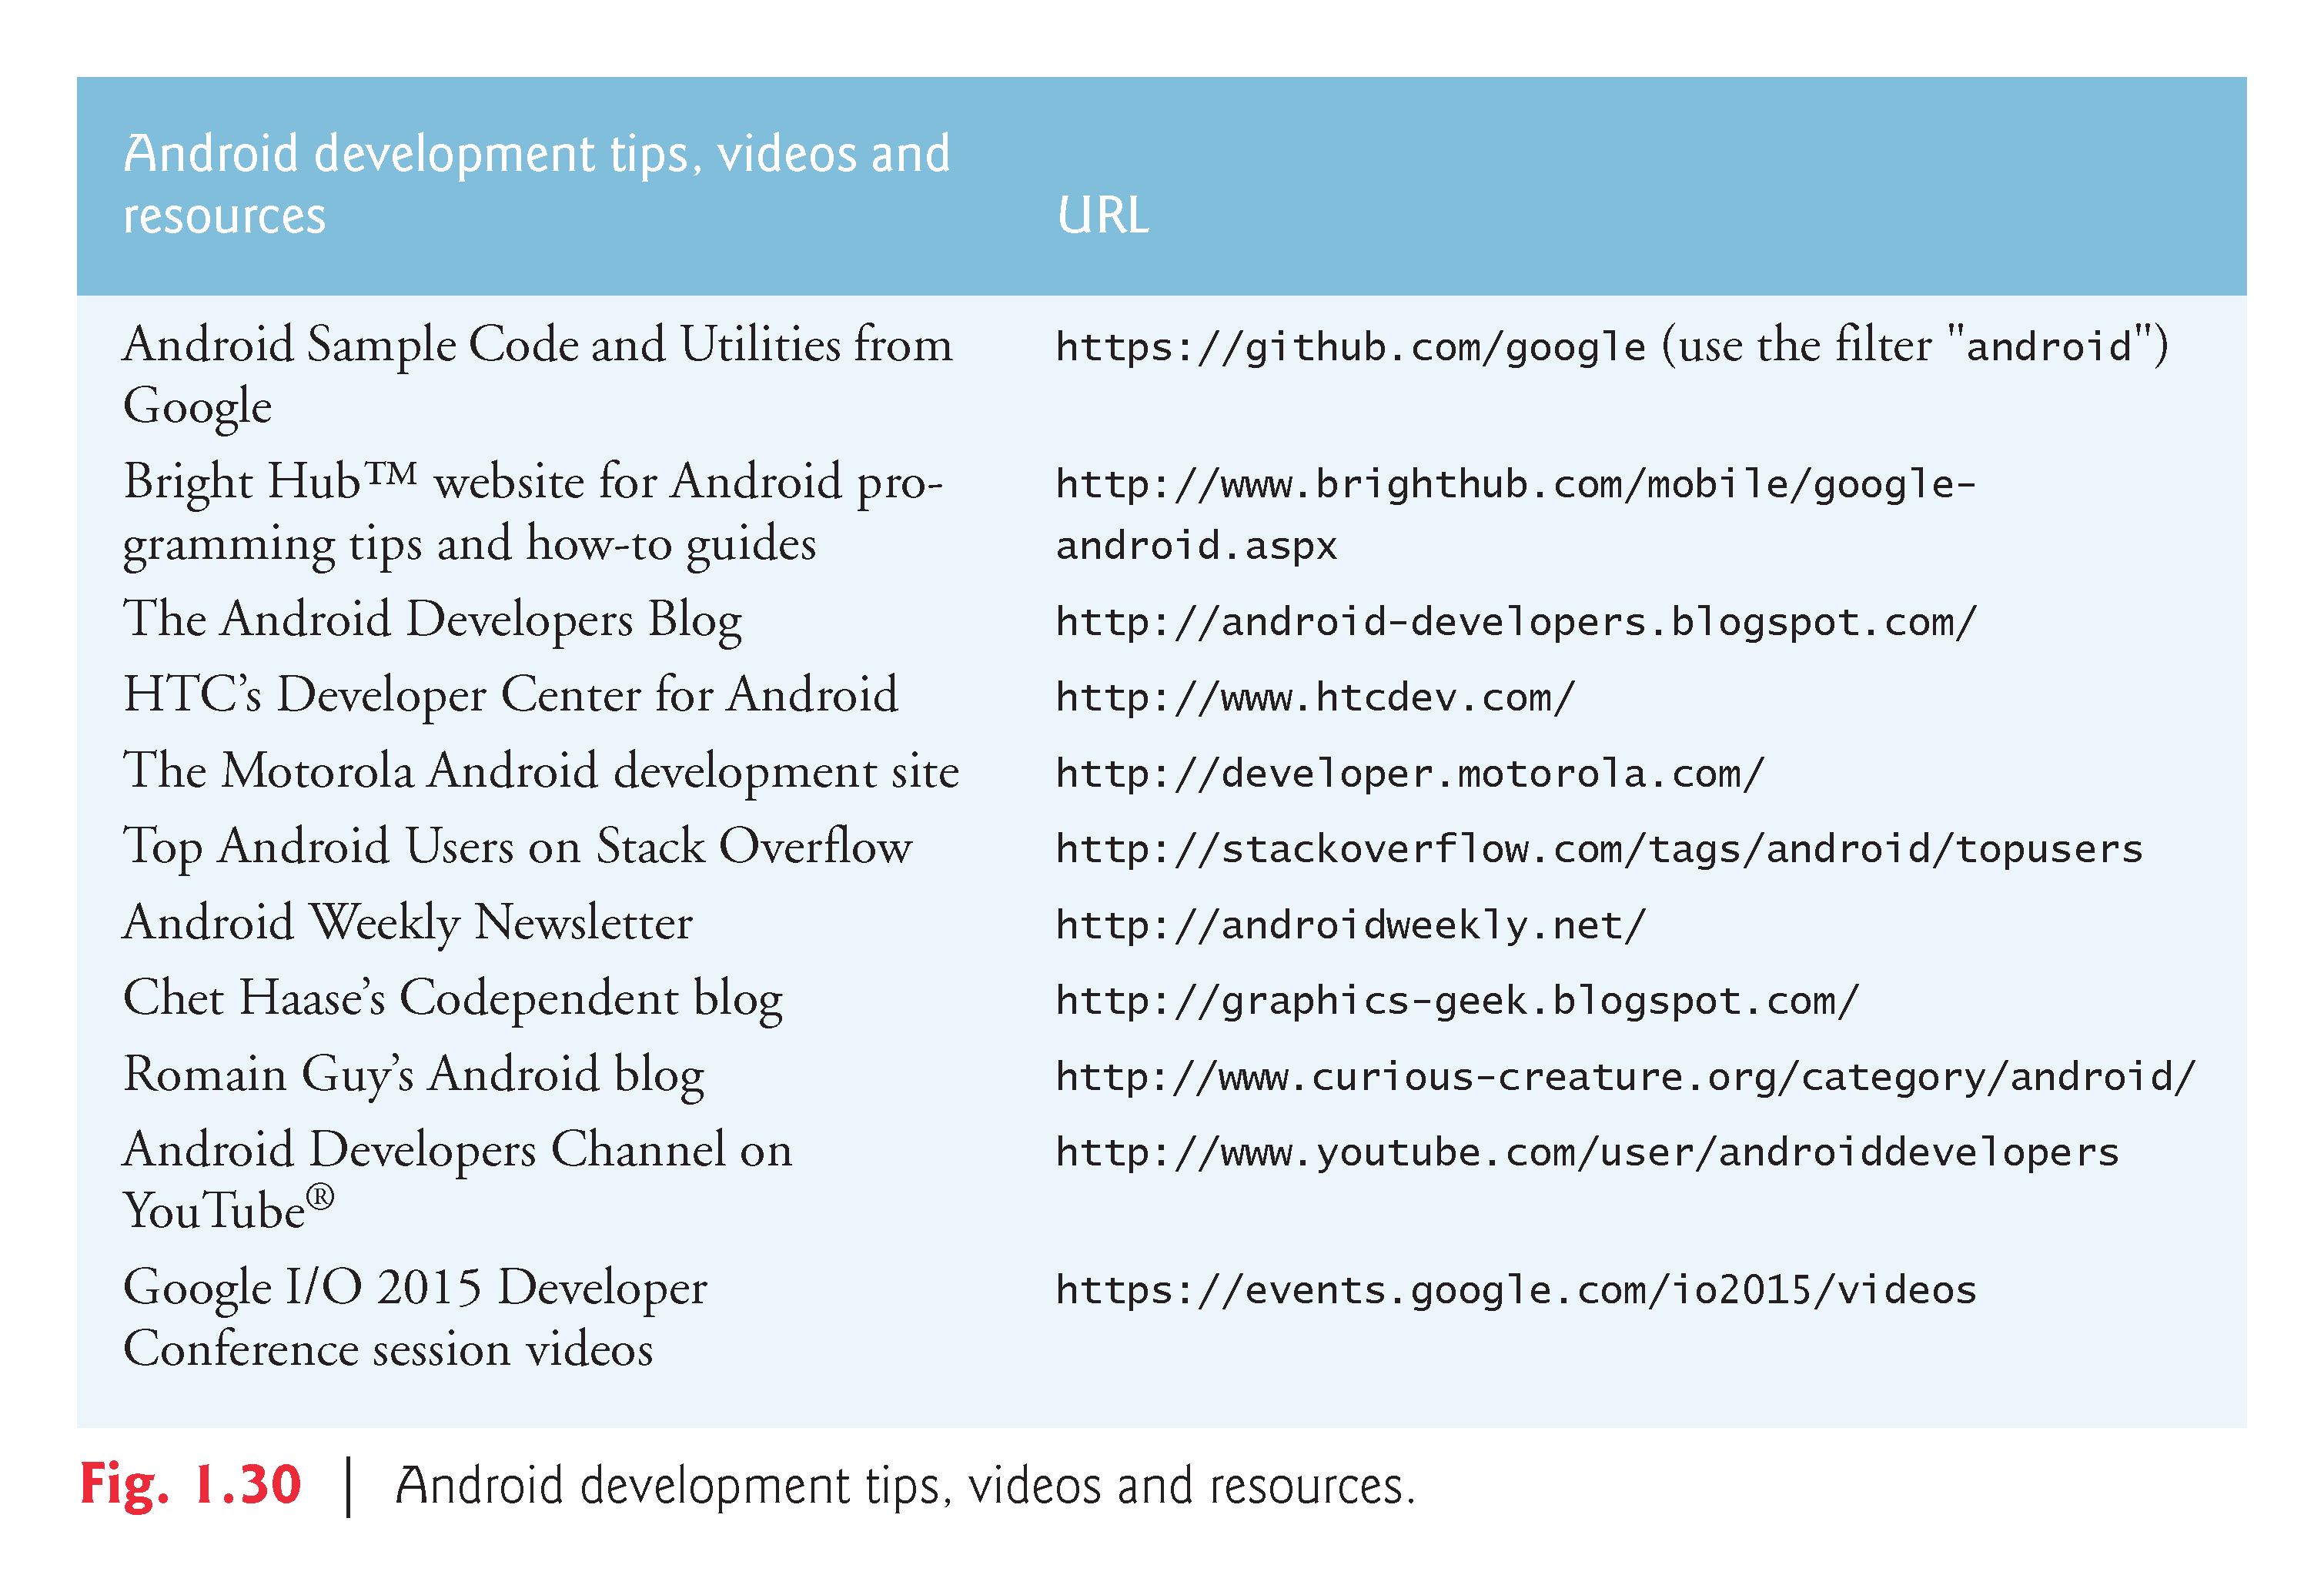 Android development tips, videos and
resources URL
Android Sample Code and Utilities from https://github.com/google (use the filter "android")
Google
Bright Hub™ website for Android pro- http://www.brighthub.com/mobile/google-
gramming tips and how-to guides android.aspx
The Android Developers Blog http://android-developers.blogspot.com/
HTC’s Developer Center for Android http://www.htcdev.com/
The Motorola Android development site http://developer.motorola.com/
Top Android Users on Stack Overflow http://stackoverflow.com/tags/android/topusers
Android Weekly Newsletter http://androidweekly.net/
Chet Haase’s Codependent blog http://graphics-geek.blogspot.com/
Romain Guy’s Android blog http://www.curious-creature.org/category/android/
Android Developers Channel on http://www.youtube.com/user/androiddevelopers
YouTube®
Google I/O 2015 Developer https://events.google.com/io2015/videos
Conference session videos
Fig. 1.30 | Android development tips, videos and resources.